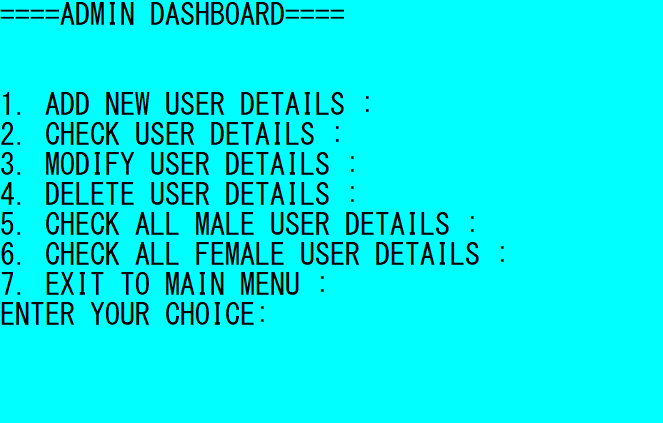 ====ADMIN DASHBOARD====
1. ADD NEW USER DETAILS :
2. CHECK USER DETAILS :
3. MODIFY USER DETAILS :
4. DELETE USER DETAILS :
5. CHECK ALL MALE USER DETAILS :
6. CHECK ALL FEMALE USER DETAILS :
7. EXIT TO MAIN MENU :
ENTER YOUR CHOICE: